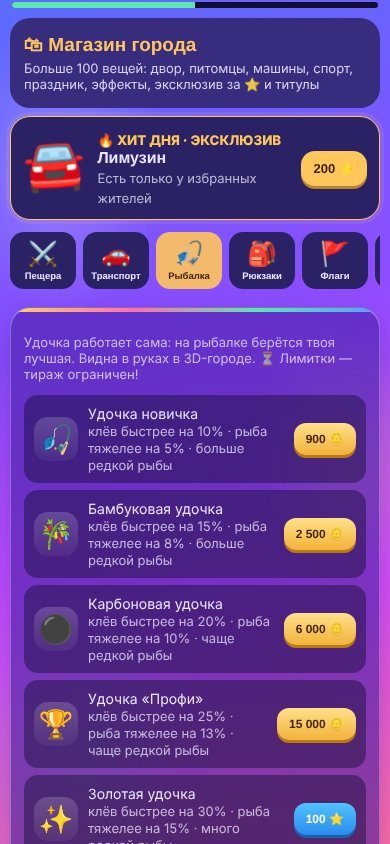 Магазин города
Больше 100 вещей: двор, питомцы, машины, спорт,
праздник, эффекты, эксклюзив за ⭐ и титулы
ХИТ ДНЯ · ЭКСКЛЮЗИВ
Лимузин
Есть только у избранных
жителей
200
Пещера
Транспорт
Рыбалка
Рюкзаки
Флаги
Удочка работает сама: на рыбалке берётся твоя
лучшая. Видна в руках в 3D-городе. ⏳ Лимитки —
тираж ограничен!
Удочка новичка
клёв быстрее на 10% · рыба
тяжелее на 5% · больше
редкой рыбы
900
Бамбуковая удочка
клёв быстрее на 15% · рыба
тяжелее на 8% · больше
редкой рыбы
2 500
Карбоновая удочка
клёв быстрее на 20% · рыба
тяжелее на 10% · чаще
редкой рыбы
6 000
Удочка «Профи»
клёв быстрее на 25% ·
рыба тяжелее на 13% ·
чаще редкой рыбы
15 000
Золотая удочка
клёв быстрее на 30% · рыба
тяжелее на 15% · много
100